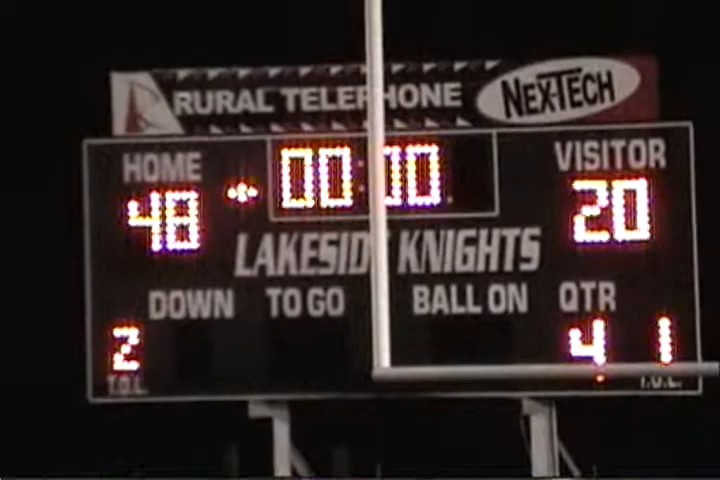 RURAL TELEPHONE NEX-TECH
HOME 00:00 VISITOR
48 20
LAKESIDE KNIGHTS
DOWN TO GO BALL ON QTR
2 4 1
T.O.L. T.O.L.